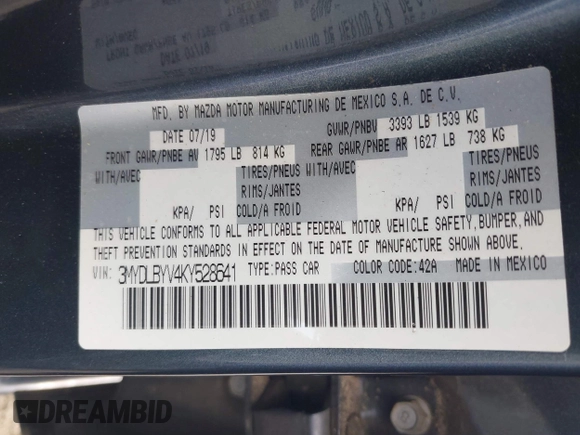 MFD. BY MAZDA MOTOR MANUFACTURING DE MEXICO S.A. DE C.V.
DATE 07/19 GVWR/PNBV 3393 LB 1539 KG
FRONT GAWR/PNBE AV 1795 LB 814 KG REAR GAWR/PNBE AR 1627 LB 738 KG
WITH/AVEC TIRES/PNEUS WITH/AVEC TIRES/PNEUS
RIMS/JANTES RIMS/JANTES
KPA/ PSI COLD/A FROID KPA/ PSI COLD/A FROID
THIS VEHICLE CONFORMS TO ALL APPLICABLE FEDERAL MOTOR VEHICLE SAFETY, BUMPER, AND
THEFT PREVENTION STANDARDS IN EFFECT ON THE DATE OF MANUFACTURE SHOWN ABOVE.
VIN: 3MYDLBYV4KY528641 TYPE:PASS CAR COLOR CODE:42A MADE IN MEXICO
DREAMBID